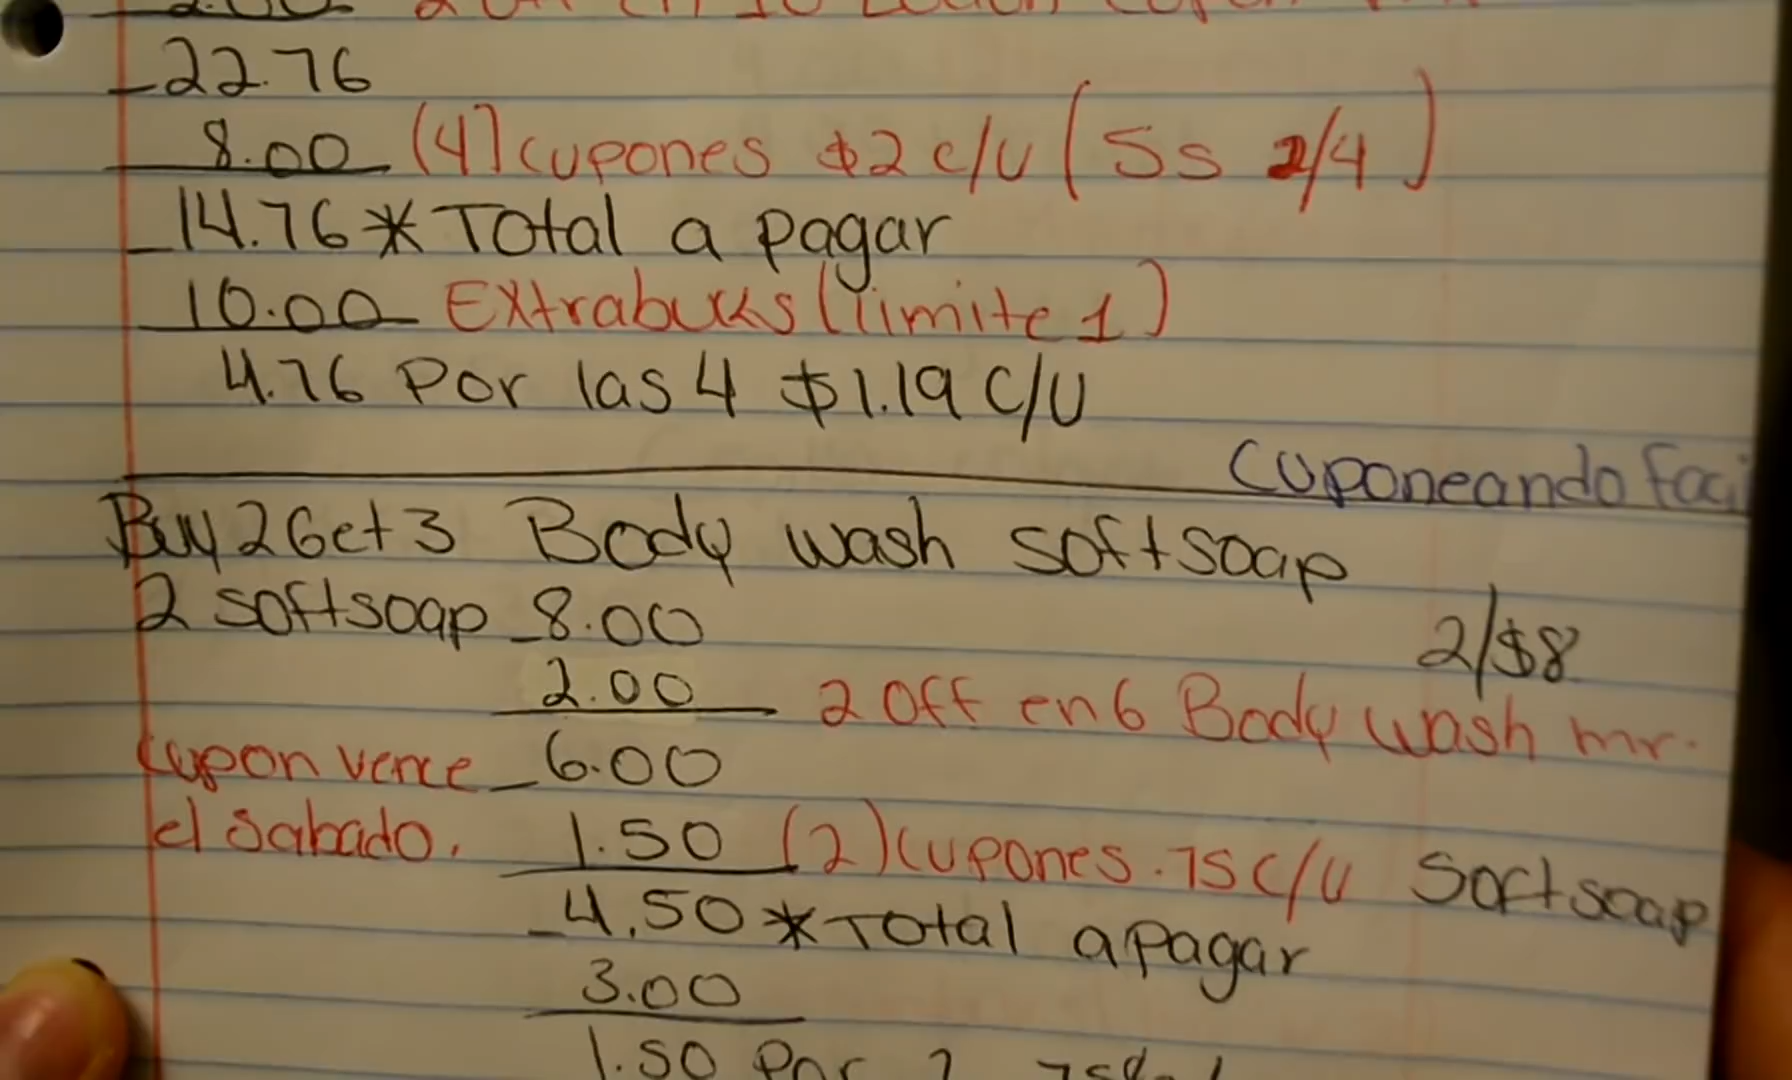 22.76
8.00 (4) cupones $2 c/u (Ss 2/4)
14.76 * Total a pagar
10.00 Extrabucks (limite 1)
4.76 Por las 4 $1.19 c/u
Cuponeando Faci
Buy 2 Get 3 Body wash softsoap
2 softsoap 8.00 2/$8
2.00 2 off en 6 Body wash mr.
Cupon vence 6.00
el Sabado. 1.50 (2) cupones .75 c/u Softsoap
4.50 * Total a pagar
3.00
1.50 Por